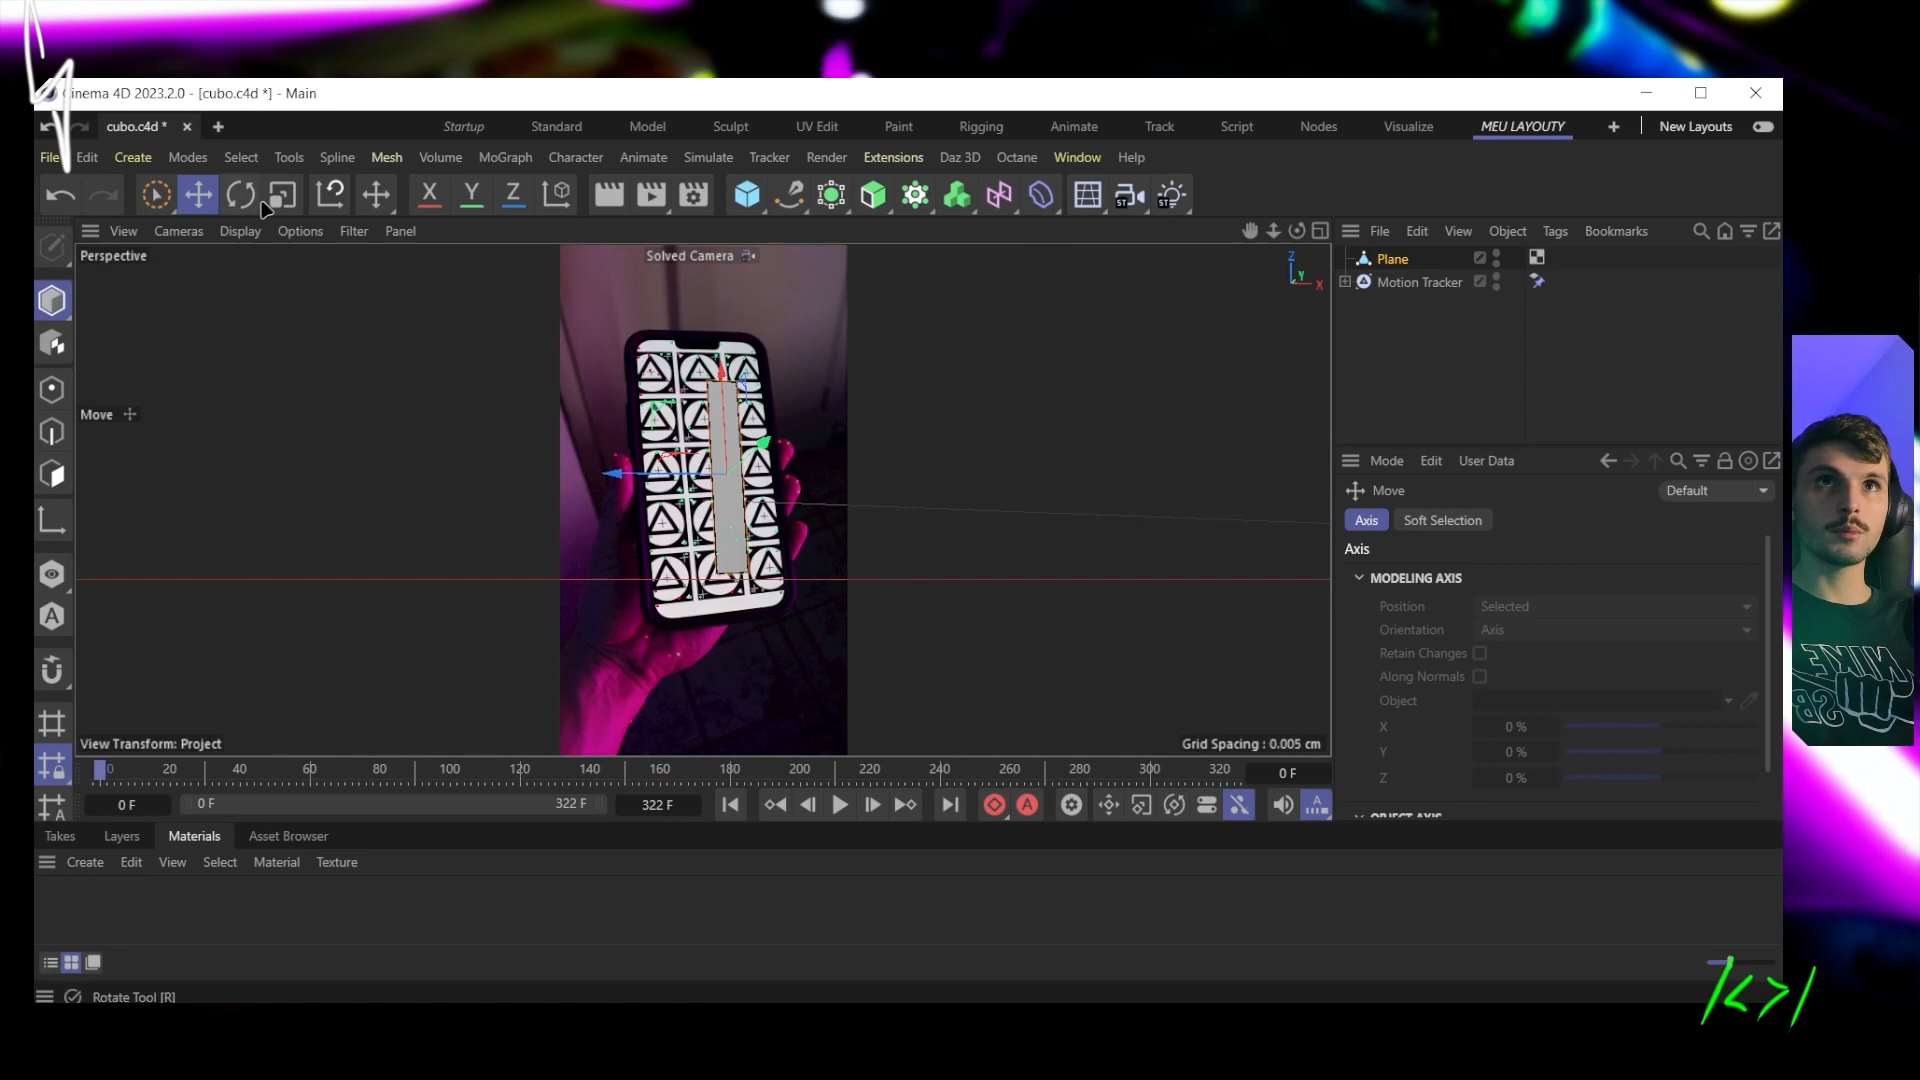 Cinema 4D 2023.2.0 - [cubo.c4d *] - Main
cubo.c4d *
Startup Standard Model Sculpt UV Edit Paint Rigging Animate Track Script Nodes Visualize MEU LAYOUTY New Layouts
File Edit Create Modes Select Tools Spline Mesh Volume MoGraph Character Animate Simulate Tracker Render Extensions Daz 3D Octane Window Help
X Y Z
ST ST
View Cameras Display Options Filter Panel
File Edit View Object Tags Bookmarks
Perspective
Solved Camera
Z
Y
X
Plane
Motion Tracker
Move
Mode Edit User Data
Move
Default
Axis Soft Selection
Axis
MODELING AXIS
Position Selected
Orientation Axis
Retain Changes
Along Normals
Object
X 0 %
Y 0 %
Z 0 %
OBJECT AXIS
View Transform: Project
Grid Spacing : 0.005 cm
0 20 40 60 80 100 120 140 160 180 200 220 240 260 280 300 320 0 F
0 F 0 F 322 F 322 F
Takes Layers Materials Asset Browser
Create Edit View Select Material Texture
Rotate Tool [R]
NIKE
SB